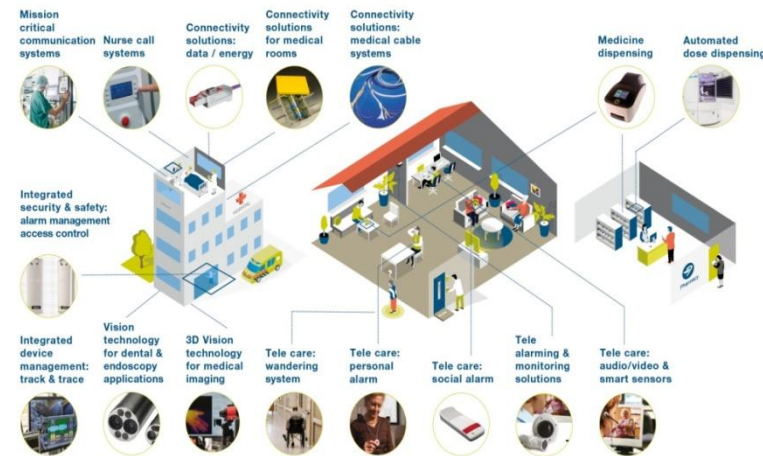 Mission
critical
communication
systems
Nurse call
systems
Connectivity
solutions:
data / energy
Connectivity
solutions
for medical
rooms
Connectivity
solutions:
medical cable
systems
Medicine
dispensing
Automated
dose dispensing
Integrated
security & safety:
alarm management
access control
Pharmacy
Integrated
device
management:
track & trace
Vision
technology
for dental &
endoscopy
applications
3D Vision
technology
for medical
imaging
Tele care:
wandering
system
Tele care:
personal
alarm
Tele care:
social alarm
Tele
alarming &
monitoring
solutions
Tele care:
audio/video &
smart sensors